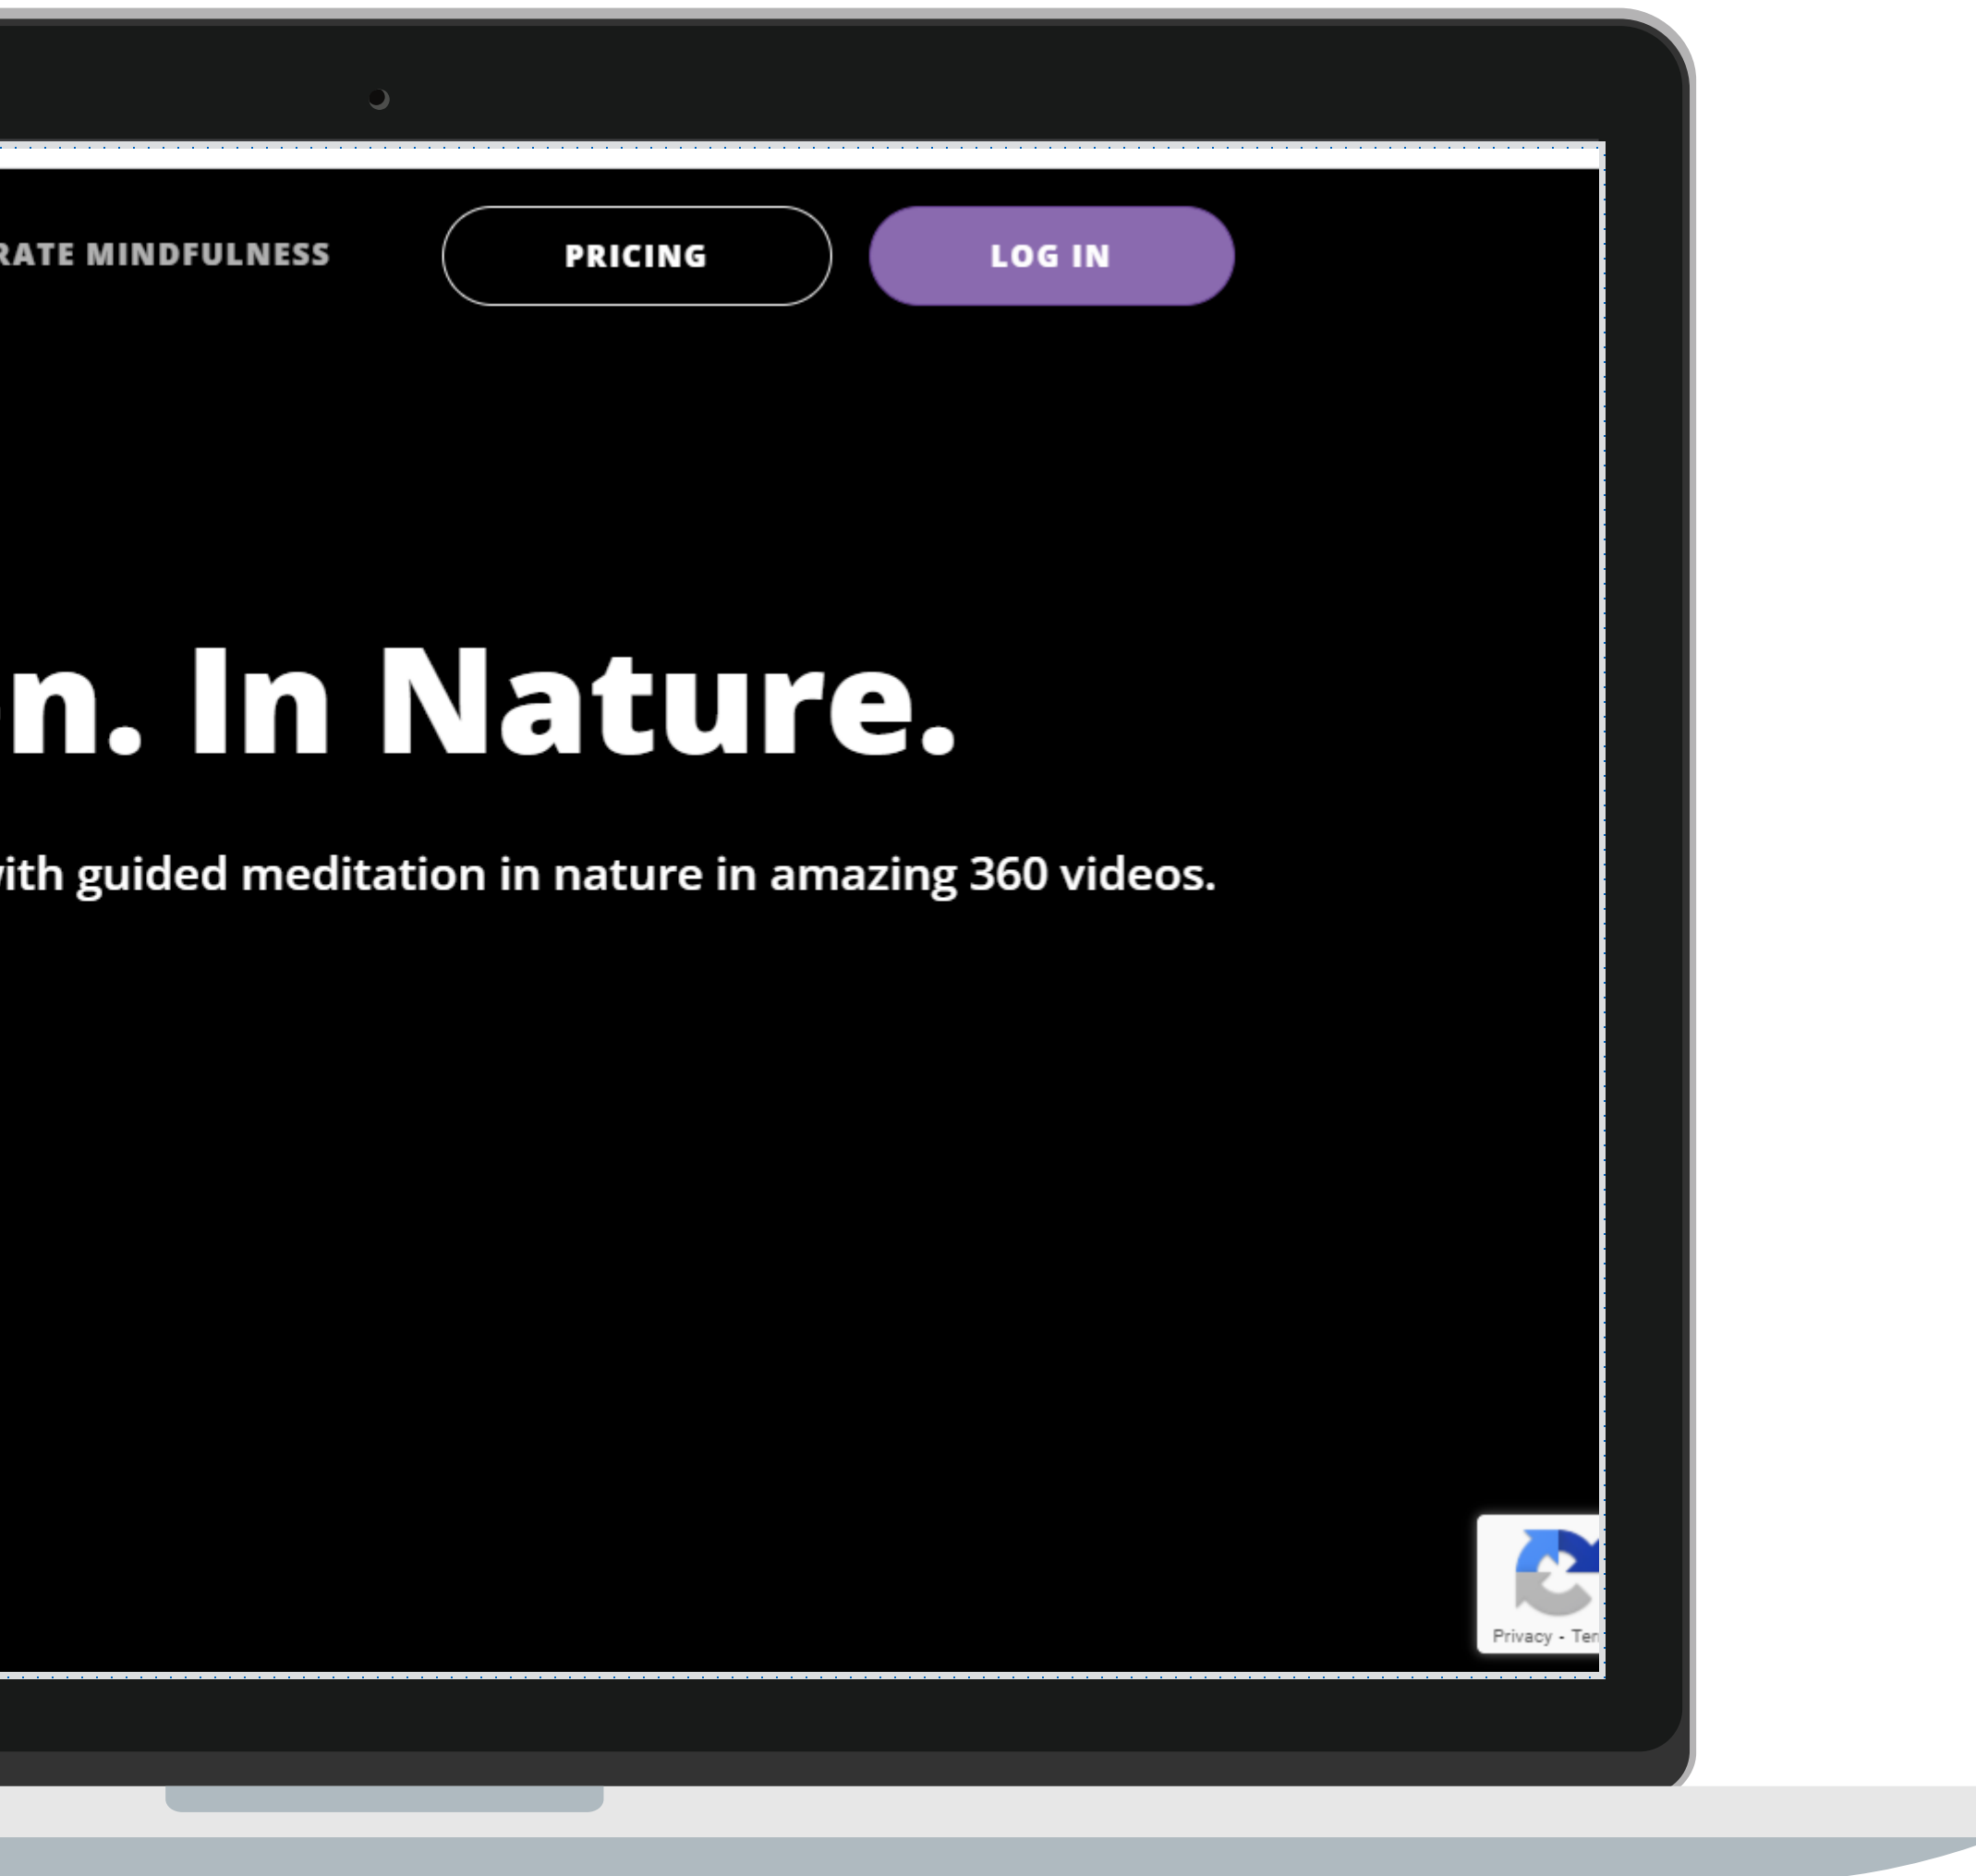 RATE MINDFULNESS PRICING LOG IN
n. In Nature.
ith guided meditation in nature in amazing 360 videos.
Privacy - Ter